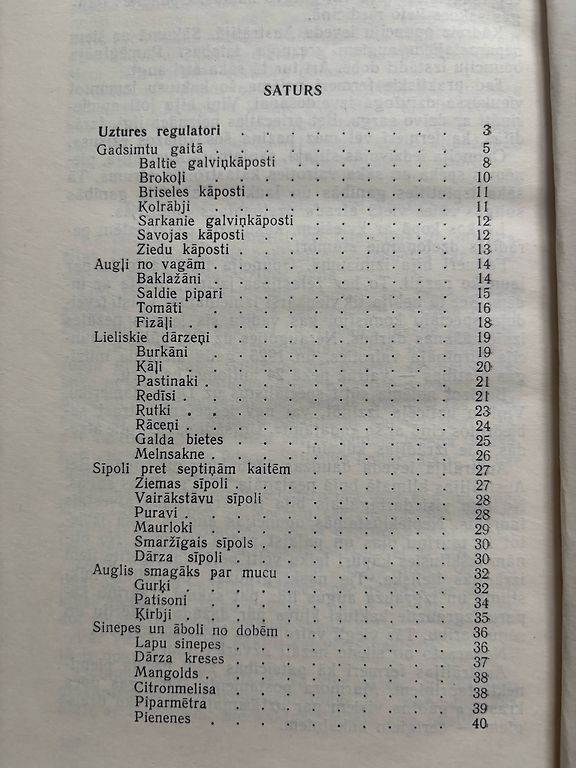 SATURS
Uztures regulatori . . . . . . . . . 3
Gadsimtu gaitā . . . . . . . . . 5
Baltie galviņkāposti . . . . . . . 8
Brokoļi . . . . . . . . . 10
Briseles kāposti . . . . . . . . 11
Kolrābji . . . . . . . . . 11
Sarkanie galviņkāposti . . . . . . 12
Savojas kāposti . . . . . . . . 12
Ziedu kāposti . . . . . . . . 13
Augļi no vagām . . . . . . . . . 14
Baklažāni . . . . . . . . . 14
Saldie pipari . . . . . . . . 15
Tomāti . . . . . . . . . 16
Fizāļi . . . . . . . . . 18
Lieliskie dārzeņi . . . . . . . . . 19
Burkāni . . . . . . . . . 19
Kāļi . . . . . . . . . 20
Pastinaki . . . . . . . . . 21
Redīsi . . . . . . . . . 21
Rutki . . . . . . . . . 23
Rāceņi . . . . . . . . . 24
Galda bietes . . . . . . . . 25
Melnsakne . . . . . . . . . 26
Sīpoli pret septiņām kaitēm . . . . . . 27
Ziemas sīpoli . . . . . . . . 27
Vairākstāvu sīpoli . . . . . . . 28
Puravi . . . . . . . . . 28
Maurloki . . . . . . . . . 29
Smaržīgais sīpols . . . . . . . 30
Dārza sīpoli . . . . . . . . 30
Auglis smagāks par mucu . . . . . . . 32
Gurķi . . . . . . . . . 32
Patisoni . . . . . . . . . 34
Ķirbji . . . . . . . . . 35
Sinepes un āboli no dobēm . . . . . . . 36
Lapu sinepes . . . . . . . . 36
Dārza kreses . . . . . . . . 37
Mangolds . . . . . . . . . 38
Citronmelisa . . . . . . . . 38
Piparmētra . . . . . . . . 39
Pienenes . . . . . . . . 40